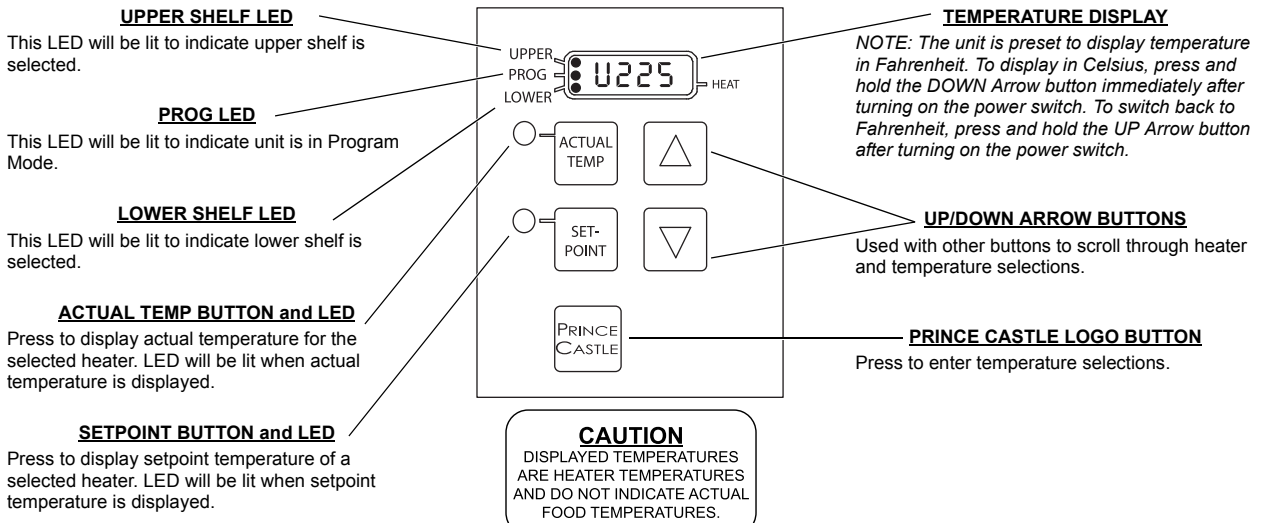 UPPER SHELF LED
This LED will be lit to indicate upper shelf is
selected.
PROG LED
This LED will be lit to indicate unit is in Program
Mode.
LOWER SHELF LED
This LED will be lit to indicate lower shelf is
selected.
ACTUAL TEMP BUTTON and LED
Press to display actual temperature for the
selected heater. LED will be lit when actual
temperature is displayed.
SETPOINT BUTTON and LED
Press to display setpoint temperature of a
selected heater. LED will be lit when setpoint
temperature is displayed.
UPPER
PROG
LOWER
U225
HEAT
ACTUAL
TEMP
SET-
POINT
PRINCE
CASTLE
CAUTION
DISPLAYED TEMPERATURES
ARE HEATER TEMPERATURES
AND DO NOT INDICATE ACTUAL
FOOD TEMPERATURES.
TEMPERATURE DISPLAY
NOTE: The unit is preset to display temperature
in Fahrenheit. To display in Celsius, press and
hold the DOWN Arrow button immediately after
turning on the power switch. To switch back to
Fahrenheit, press and hold the UP Arrow button
after turning on the power switch.
UP/DOWN ARROW BUTTONS
Used with other buttons to scroll through heater
and temperature selections.
PRINCE CASTLE LOGO BUTTON
Press to enter temperature selections.